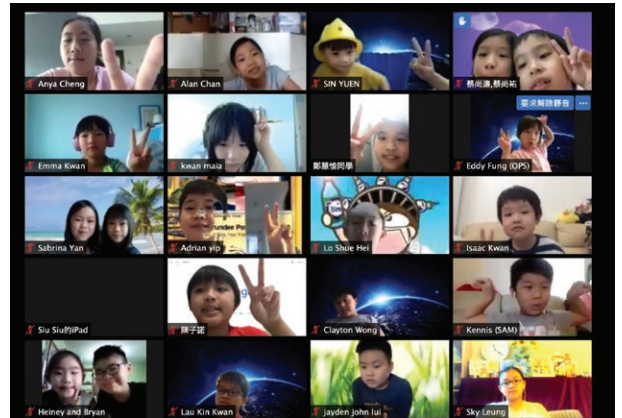 Anya Cheng
Alan Chan
SIN YUEN
蔡尚濤,蔡尚祐
Emma Kwan
kwan maia
鄭慧愉同學
要求解除靜音
Eddy Fung (OPS)
Sabrina Yan
Adrian yip
Lo Shue Hei
Isaac Kwan
Siu Siu的iPad
陳子諾
Clayton Wong
Kennis (SAM)
Heiney and Bryan
Lau Kin Kwan
Jayden john lui
Sky Leung